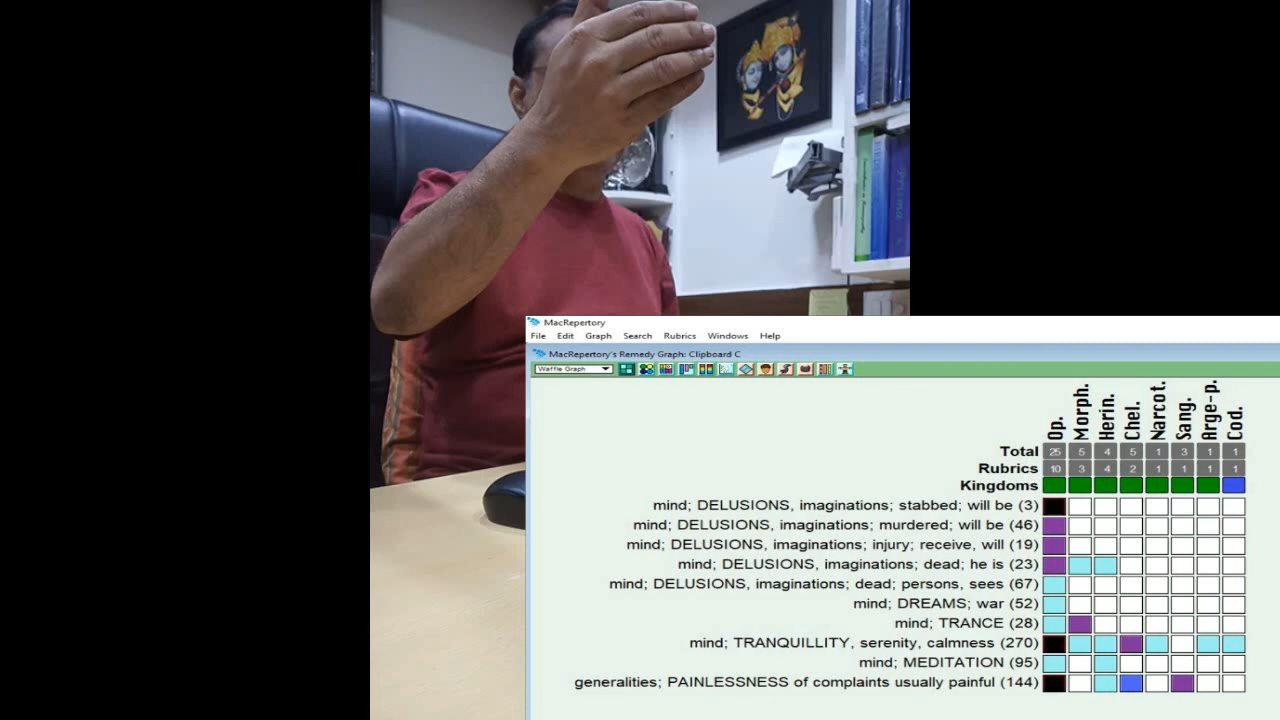 MacRepertory
File Edit Graph Search Rubrics Windows Help
MacRepertory's Remedy Graph: Clipboard C
Waffle Graph
Op. Morph. Herin. Chel. Narcot. Sang. Arge-p. Cod.
Total 25 5 4 5 1 3 1 1
Rubrics 10 3 4 2 1 1 1 1
Kingdoms
mind; DELUSIONS, imaginations; stabbed; will be (3)
mind; DELUSIONS, imaginations; murdered; will be (46)
mind; DELUSIONS, imaginations; injury; receive, will (19)
mind; DELUSIONS, imaginations; dead; he is (23)
mind; DELUSIONS, imaginations; dead; persons, sees (67)
mind; DREAMS; war (52)
mind; TRANCE (28)
mind; TRANQUILLITY, serenity, calmness (270)
mind; MEDITATION (95)
generalities; PAINLESSNESS of complaints usually painful (144)